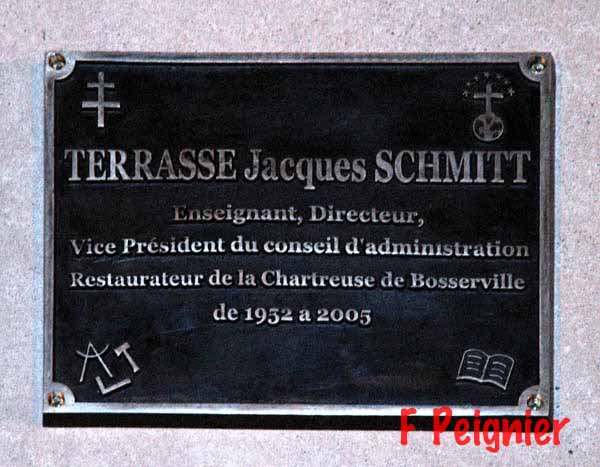 TERRASSE Jacques SCHMITT
Enseignant, Directeur,
Vice Président du conseil d'administration
Restaurateur de la Chartreuse de Bosserville
de 1952 à 2005
ALT
F Peignier